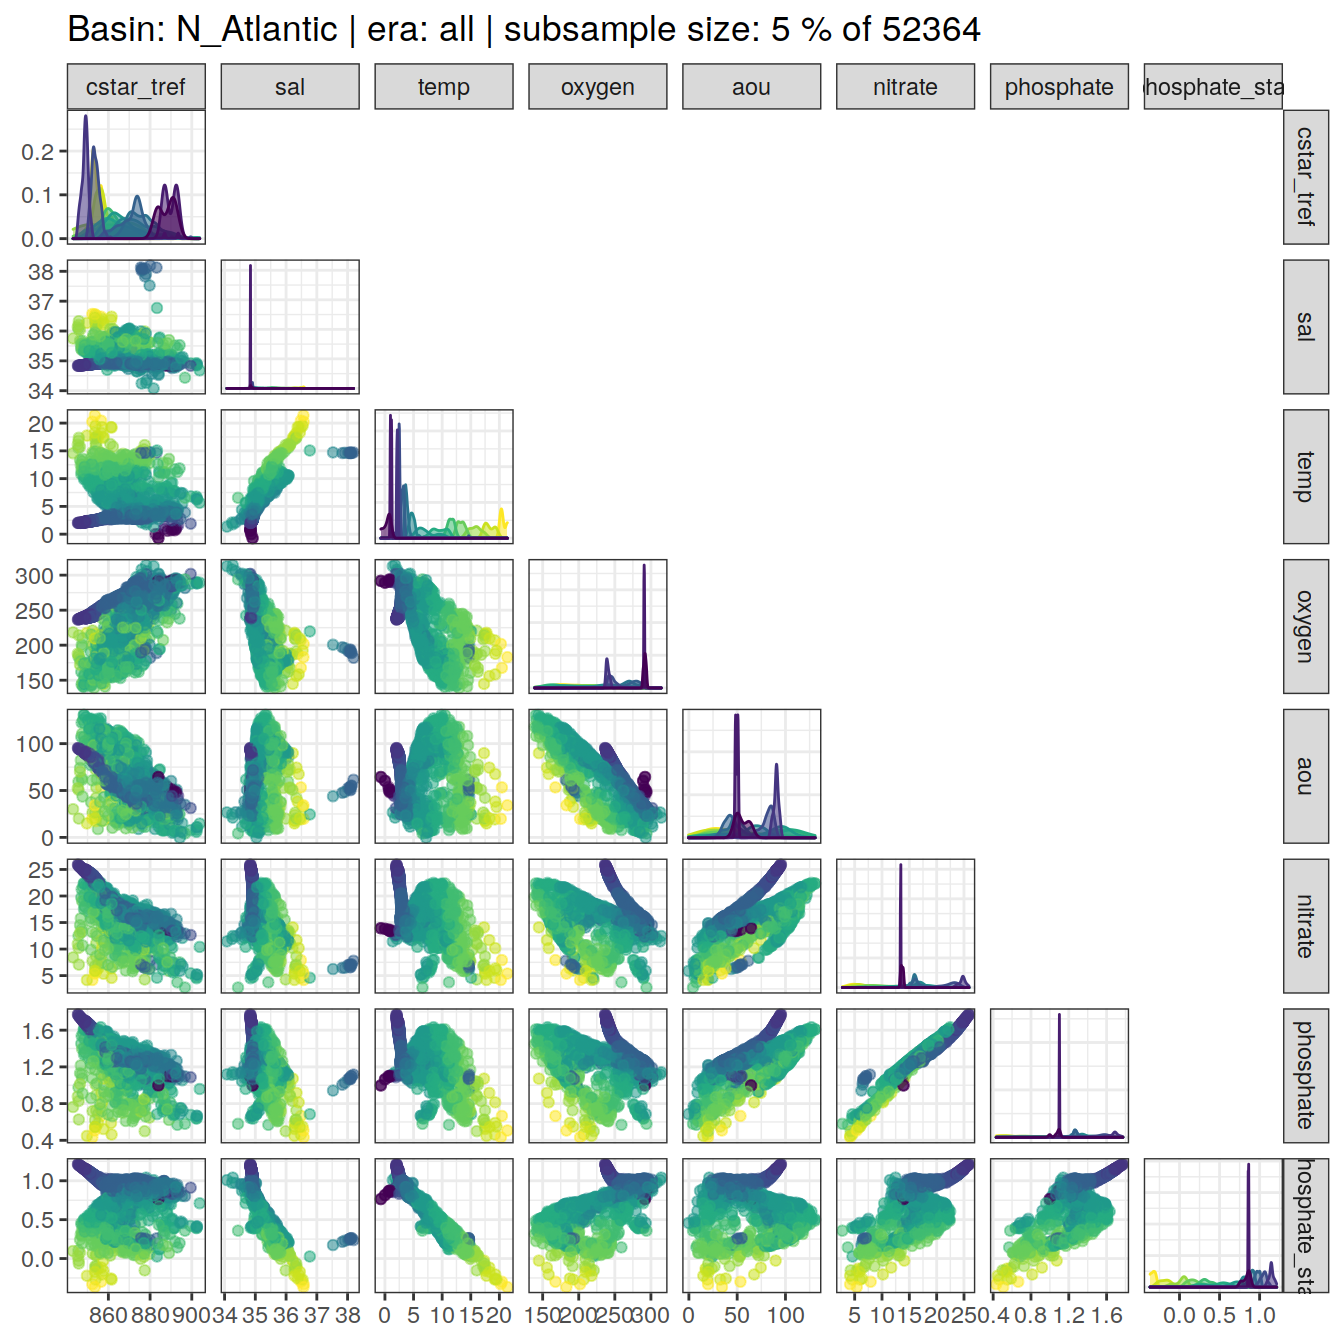 Basin: N_Atlantic | era: all | subsample size: 5 % of 52364
cstar_tref sal temp oxygen aou nitrate phosphate hosphate_sta
0.2
0.1
0.0
cstar_tref
38
37
36
35
34
sal
20
15
10
5
0
temp
300
250
200
150
oxygen
100
50
0
aou
25
20
15
10
5
nitrate
1.6
1.2
0.8
0.4
phosphate
1.0
0.5
0.0
hosphate_sta
860 880 900 34 35 36 37 38 0 5 10 15 20 150 200 250 300 0 50 100 5 10 15 20 25 0.4 0.8 1.2 1.6 0.0 0.5 1.0